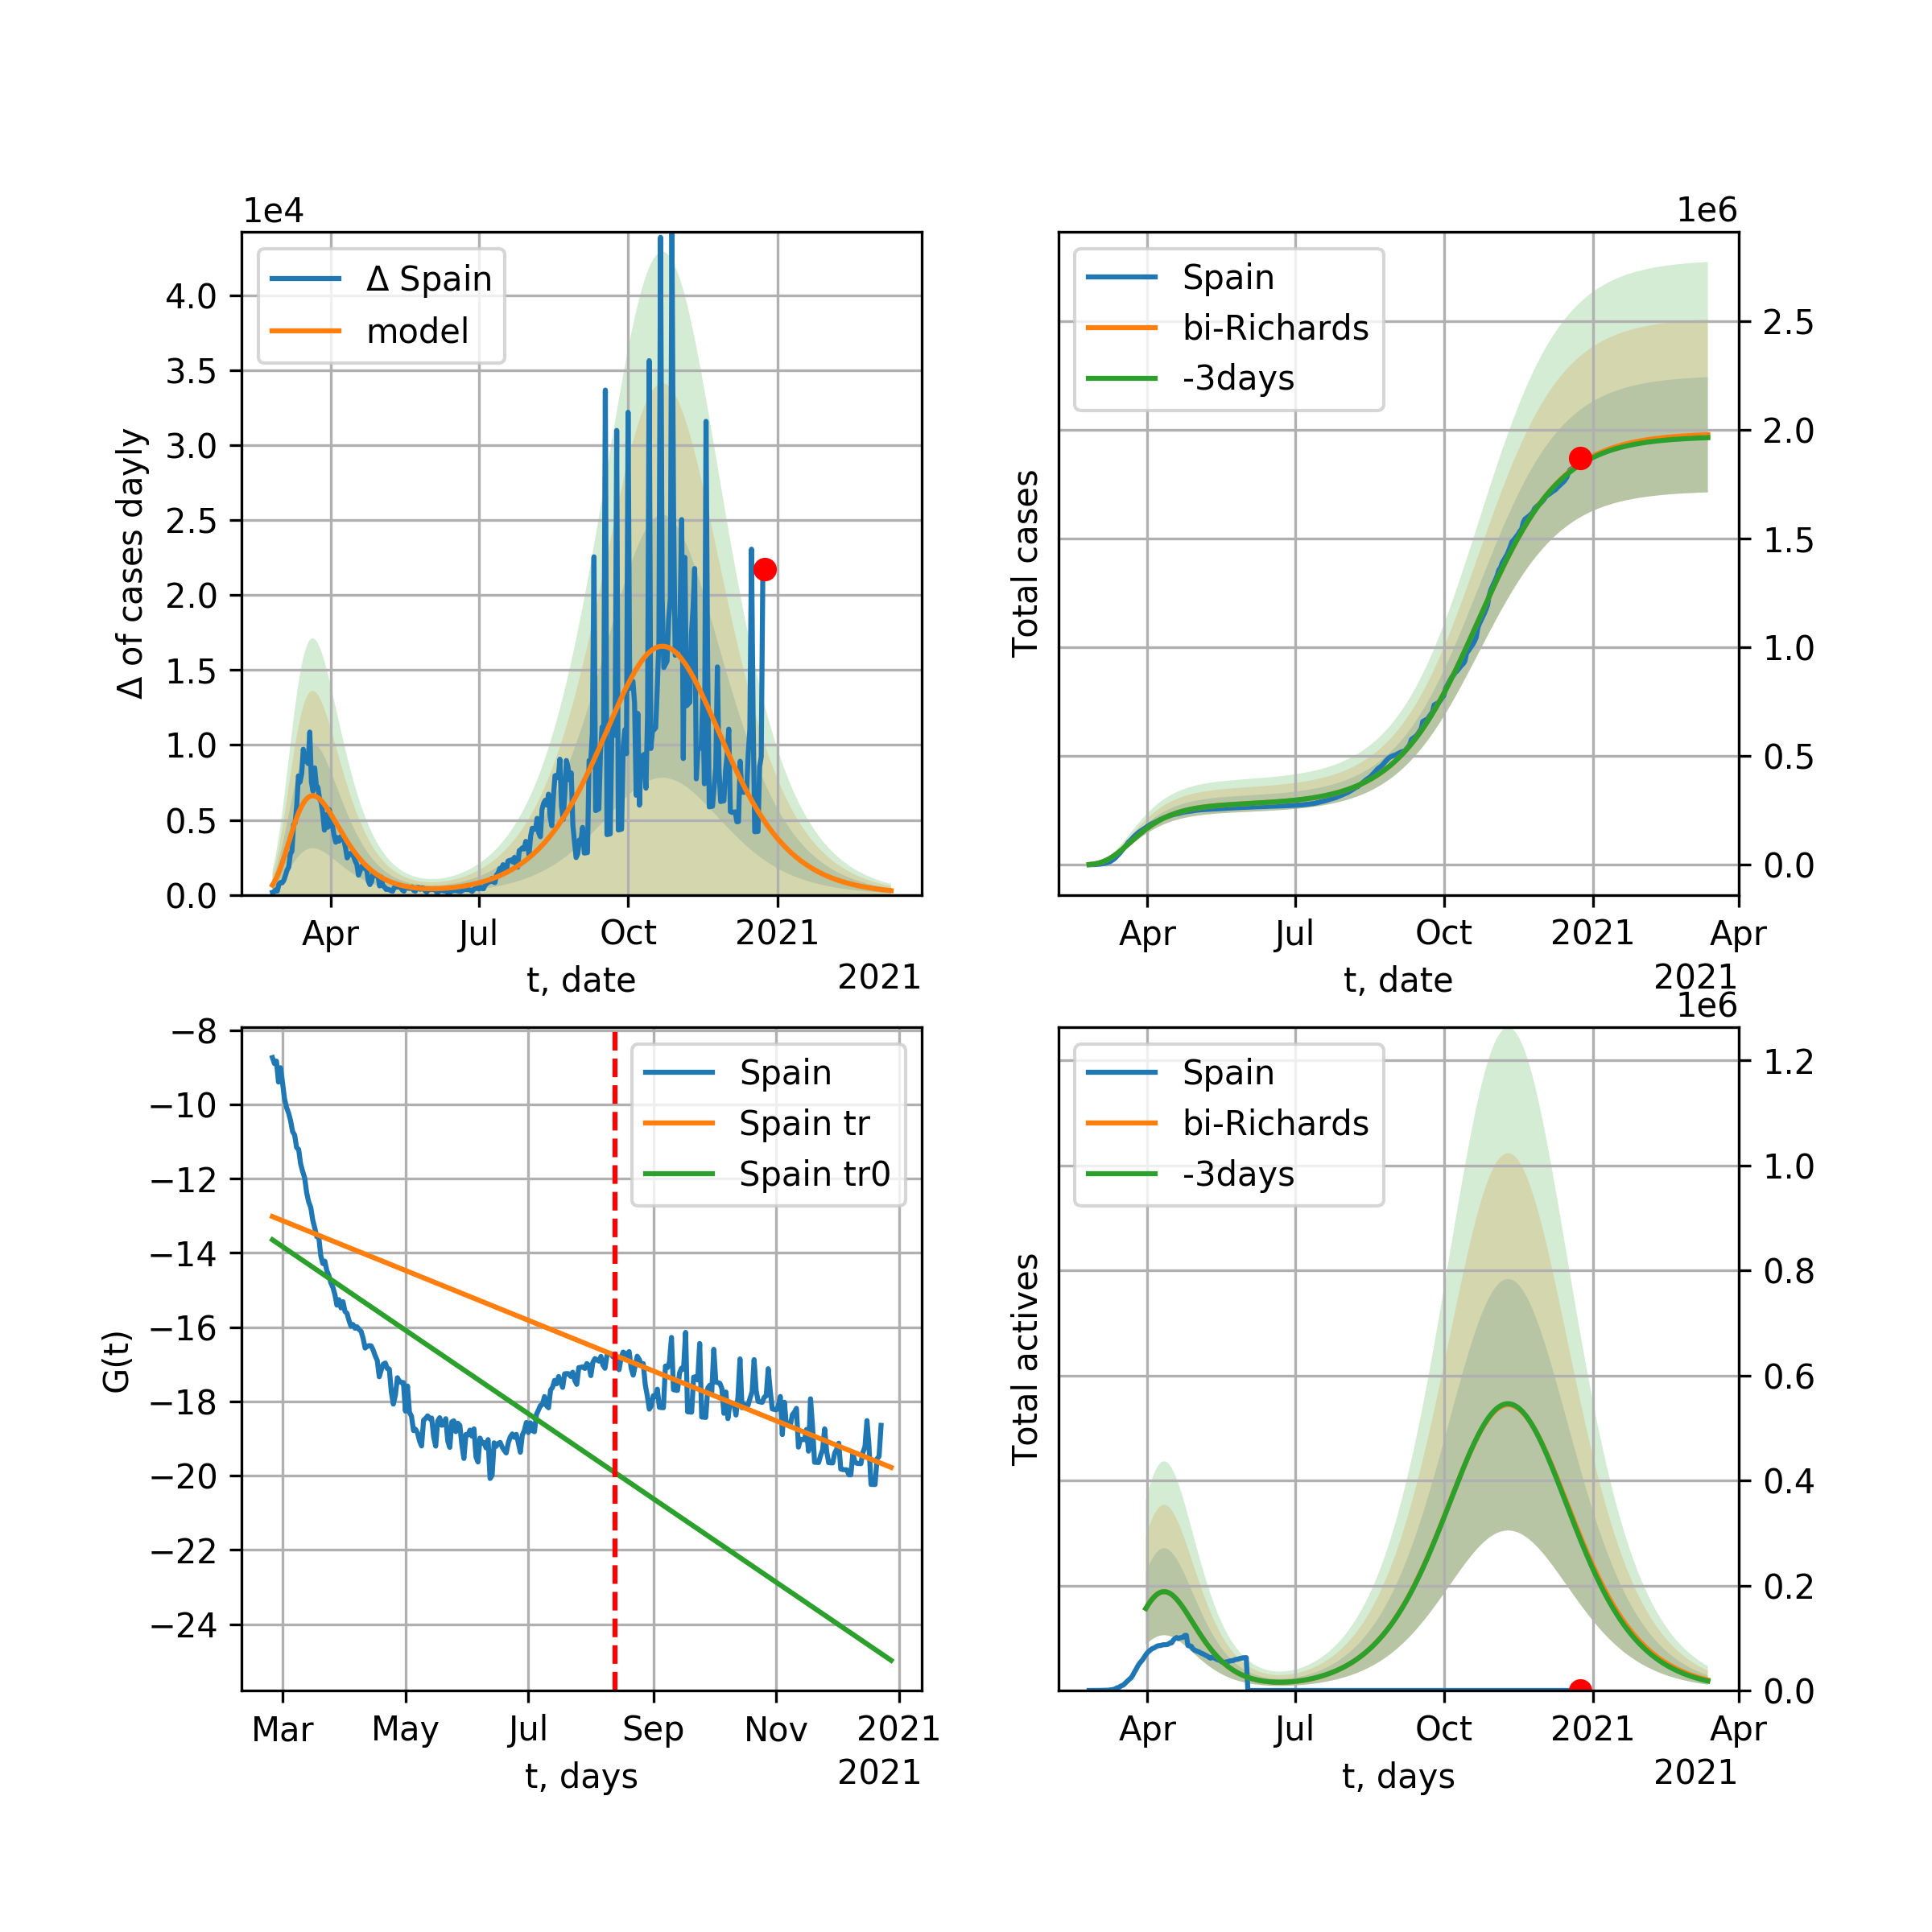 1e4
Δ Spain
model
4.0
3.5
3.0
2.5
2.0
1.5
1.0
0.5
0.0
Δ of cases dayly
Apr Jul Oct 2021
t, date
2021
1e6
Spain
bi-Richards
-3days
2.5
2.0
1.5
1.0
0.5
0.0
Total cases
Apr Jul Oct 2021 Apr
t, date
2021
−8
−10
−12
−14
−16
−18
−20
−22
−24
G(t)
Spain
Spain tr
Spain tr0
Mar May Jul Sep Nov 2021
t, days
2021
1e6
Spain
bi-Richards
-3days
1.2
1.0
0.8
0.6
0.4
0.2
0.0
Total actives
Apr Jul Oct 2021 Apr
t, days
2021